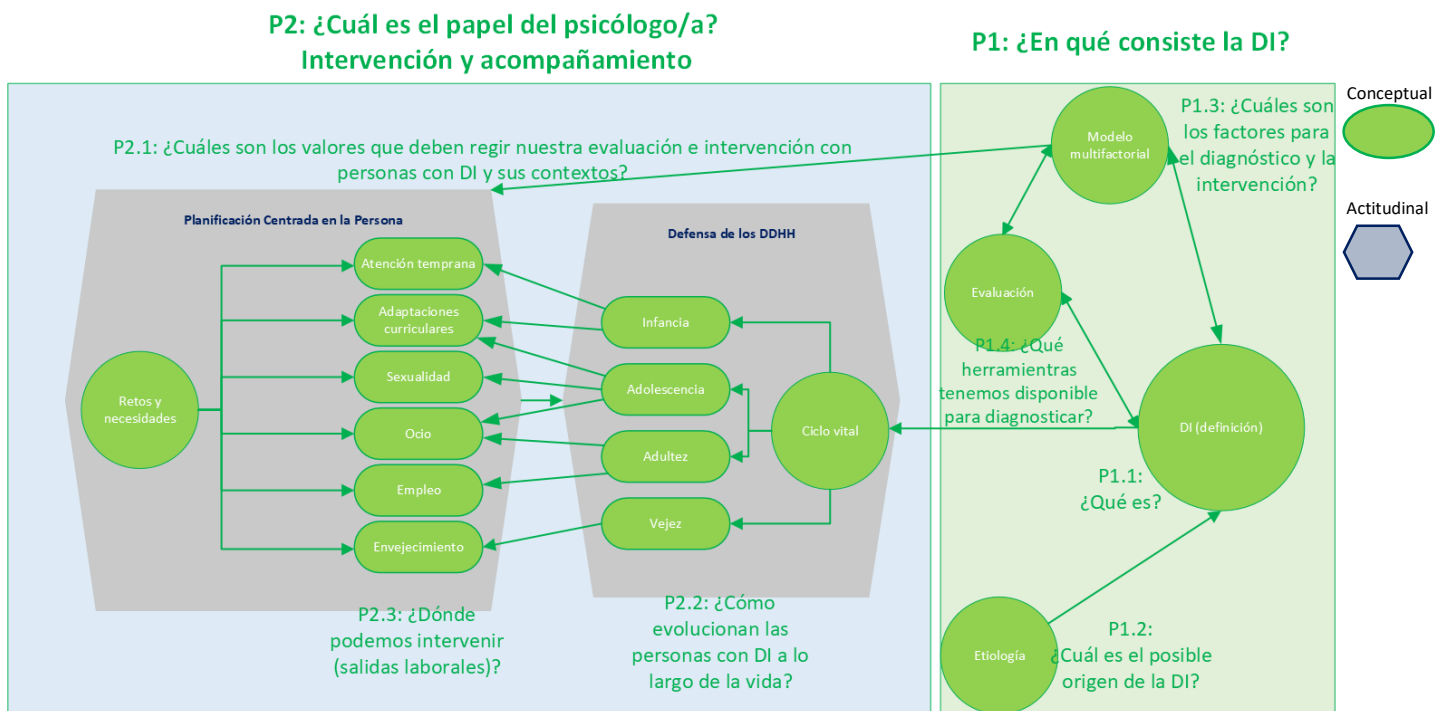 P2: ¿Cuál es el papel del psicólogo/a?
Intervención y acompañamiento
P2.1: ¿Cuáles son los valores que deben regir nuestra evaluación e intervención con
personas con DI y sus contextos?
Planificación Centrada en la Persona
Retos y
necesidades
Atención temprana
Adaptaciones
curriculares
Sexualidad
Ocio
Empleo
Envejecimiento
P2.3: ¿Dónde
podemos intervenir
(salidas laborales)?
Defensa de los DDHH
Infancia
Adolescencia
Adultez
Vejez
Ciclo vital
P2.2: ¿Cómo
evolucionan las
personas con DI a lo
largo de la vida?
P1: ¿En qué consiste la DI?
Modelo
multifactorial
P1.3: ¿Cuáles son
los factores para
el diagnóstico y la
intervención?
Evaluación
P1.4: ¿Qué
herramientras
tenemos disponible
para diagnosticar?
DI (definición)
P1.1:
¿Qué es?
Etiología
P1.2:
¿Cuál es el posible
origen de la DI?
Conceptual
Actitudinal